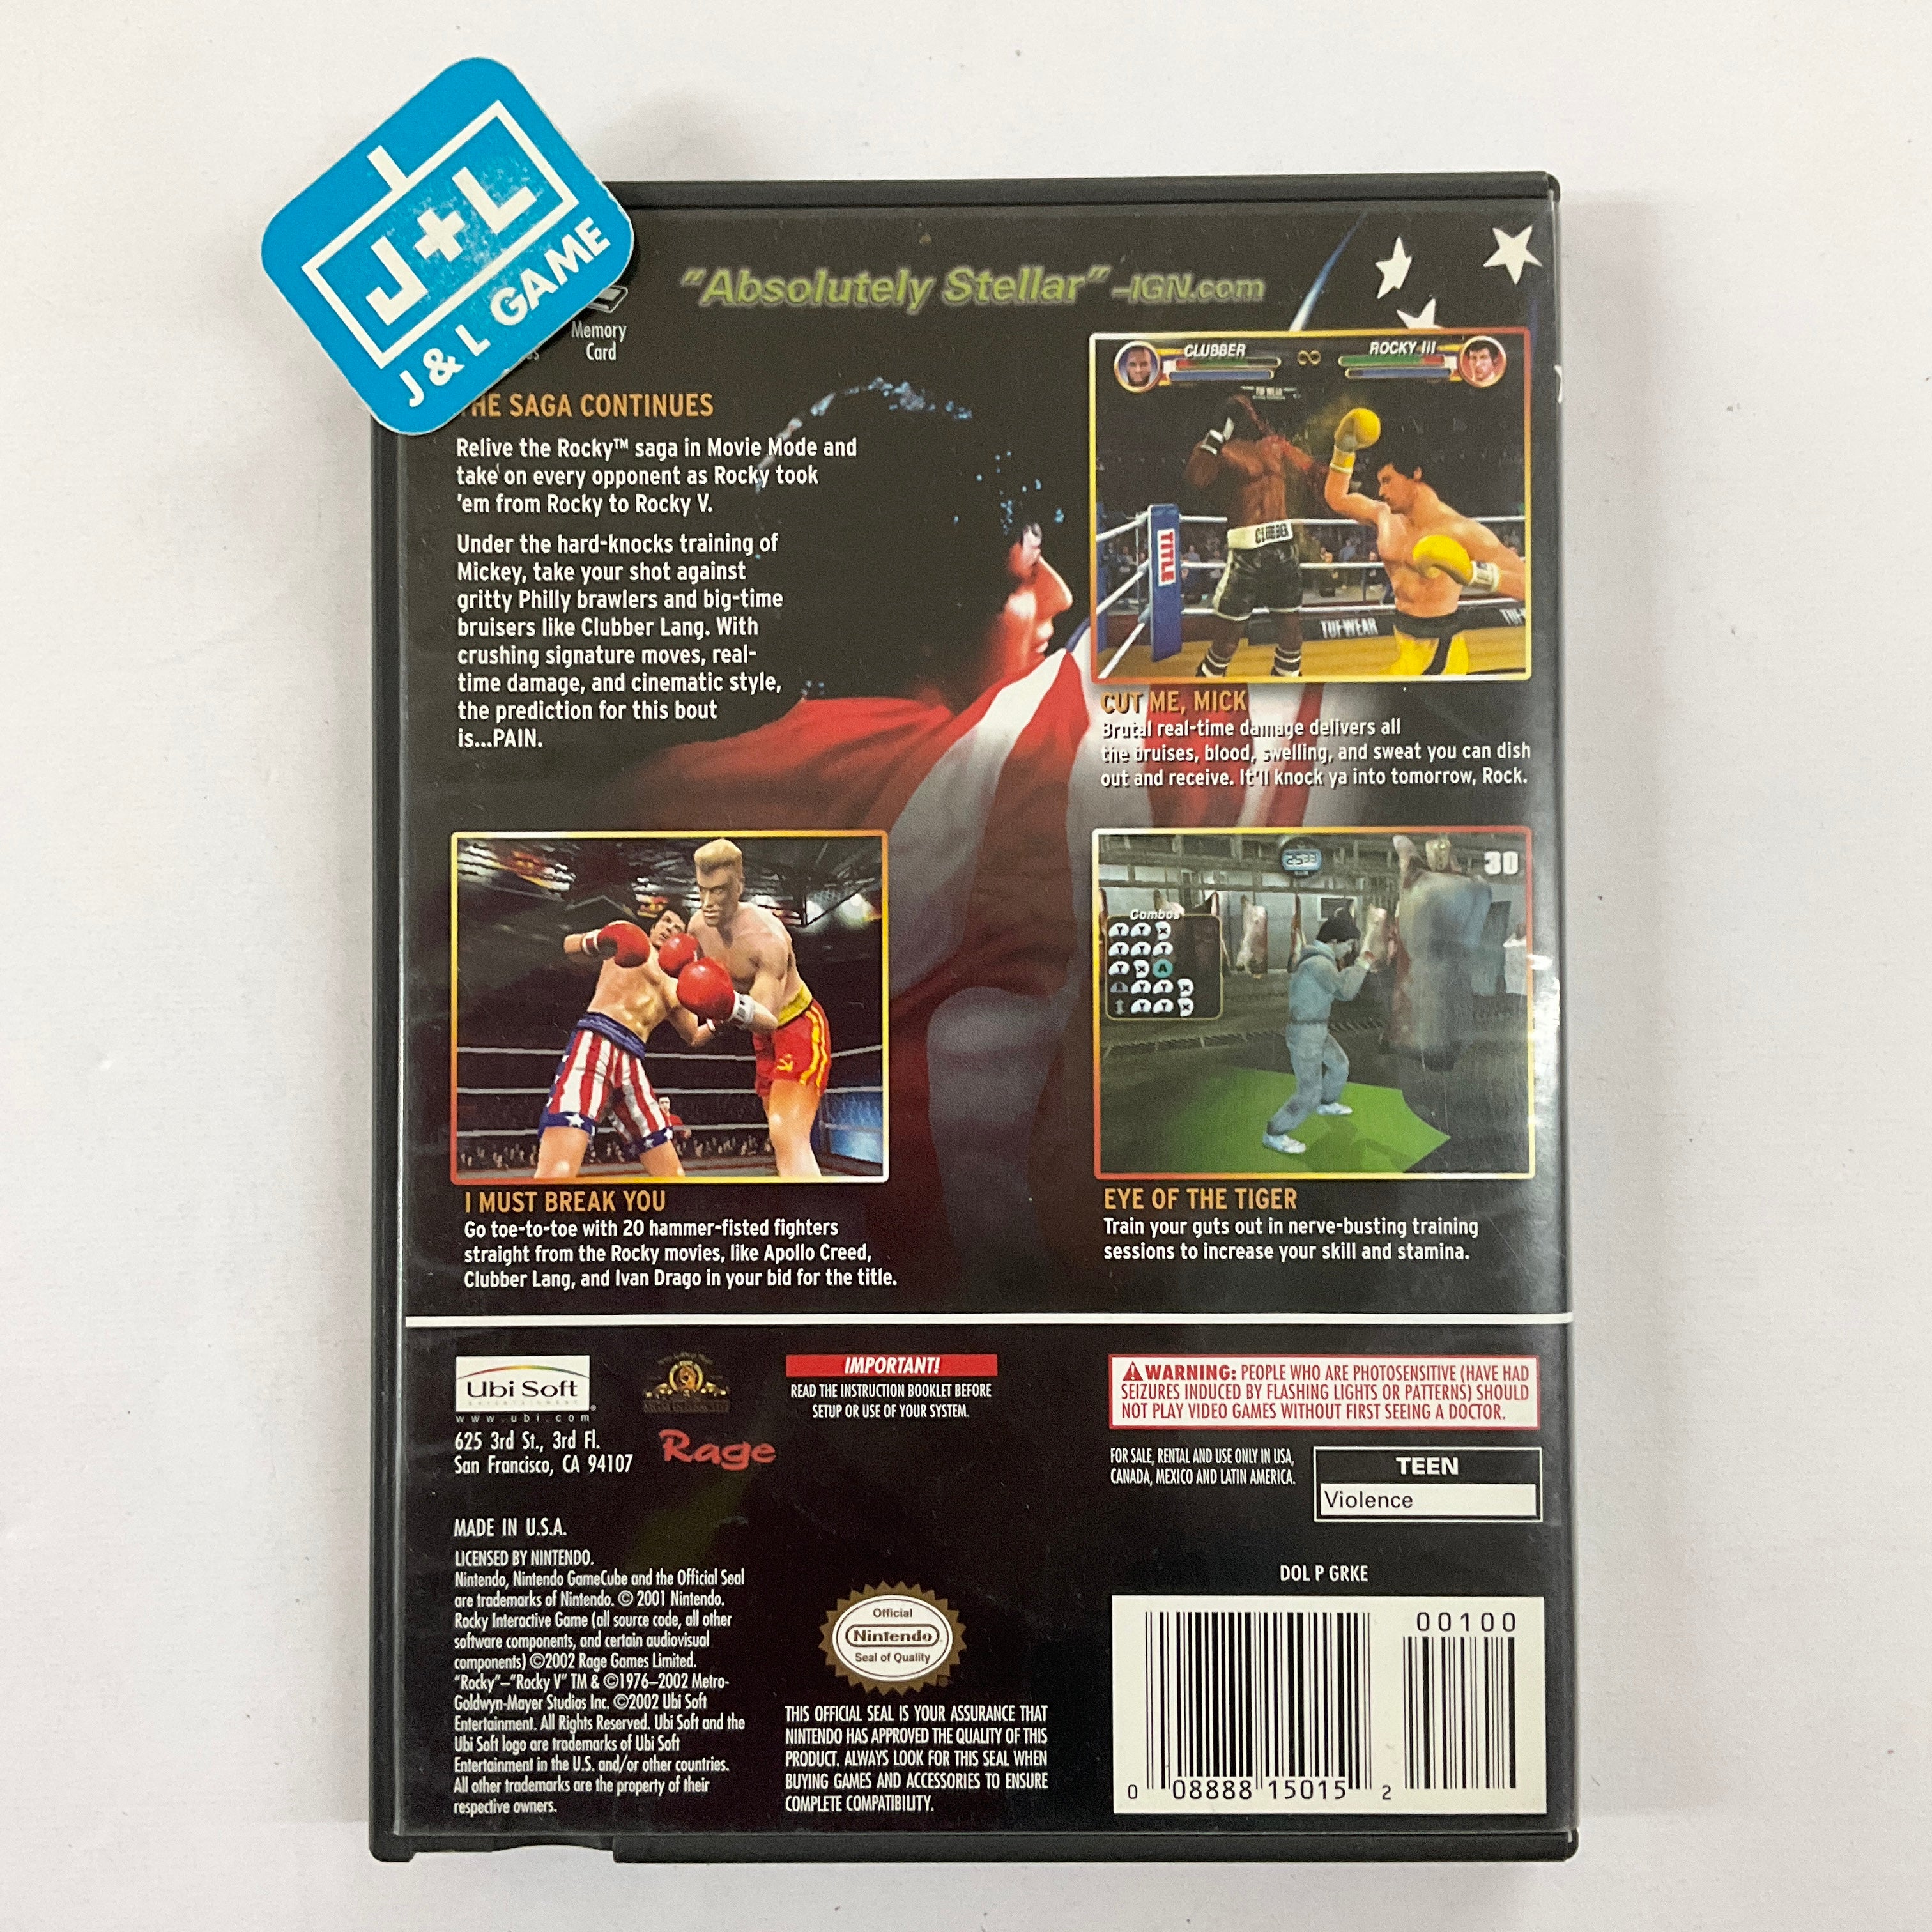 J+L
J & L GAME
Memory
Card
"Absolutely Stellar" –IGN.com
THE SAGA CONTINUES
Relive the Rocky™ saga in Movie Mode and
take on every opponent as Rocky took
'em from Rocky to Rocky V.
Under the hard-knocks training of
Mickey, take your shot against
gritty Philly brawlers and big-time
bruisers like Clubber Lang. With
crushing signature moves, real-
time damage, and cinematic style,
the prediction for this bout
is...PAIN.
CLUBBER
ROCKY III
CLUBBER
TITLE
TUF-WEAR
CUT ME, MICK
Brutal real-time damage delivers all
the bruises, blood, swelling, and sweat you can dish
out and receive. It'll knock ya into tomorrow, Rock.
I MUST BREAK YOU
Go toe-to-toe with 20 hammer-fisted fighters
straight from the Rocky movies, like Apollo Creed,
Clubber Lang, and Ivan Drago in your bid for the title.
2:53
30
Combos
Y Y X
Y Y Y
Y X A
Y Y X
Y Y X
EYE OF THE TIGER
Train your guts out in nerve-busting training
sessions to increase your skill and stamina.
Ubi Soft
ENTERTAINMENT
www.ubi.com
625 3rd St., 3rd Fl.
San Francisco, CA 94107
MGM INTERACTIVE
Rage
IMPORTANT!
READ THE INSTRUCTION BOOKLET BEFORE
SETUP OR USE OF YOUR SYSTEM.
WARNING: PEOPLE WHO ARE PHOTOSENSITIVE (HAVE HAD
SEIZURES INDUCED BY FLASHING LIGHTS OR PATTERNS) SHOULD
NOT PLAY VIDEO GAMES WITHOUT FIRST SEEING A DOCTOR.
FOR SALE, RENTAL AND USE ONLY IN USA,
CANADA, MEXICO AND LATIN AMERICA.
TEEN
Violence
MADE IN U.S.A.
LICENSED BY NINTENDO.
Nintendo, Nintendo GameCube and the Official Seal
are trademarks of Nintendo. © 2001 Nintendo.
Rocky Interactive Game (all source code, all other
software components, and certain audiovisual
components) ©2002 Rage Games Limited.
"Rocky"–"Rocky V" TM & ©1976–2002 Metro-
Goldwyn-Mayer Studios Inc. ©2002 Ubi Soft
Entertainment. All Rights Reserved. Ubi Soft and the
Ubi Soft logo are trademarks of Ubi Soft
Entertainment in the U.S. and/or other countries.
All other trademarks are the property of their
respective owners.
Official
Nintendo
Seal of Quality
THIS OFFICIAL SEAL IS YOUR ASSURANCE THAT
NINTENDO HAS APPROVED THE QUALITY OF THIS
PRODUCT. ALWAYS LOOK FOR THIS SEAL WHEN
BUYING GAMES AND ACCESSORIES TO ENSURE
COMPLETE COMPATIBILITY.
DOL P GRKE
00100
0 08888 15015 2